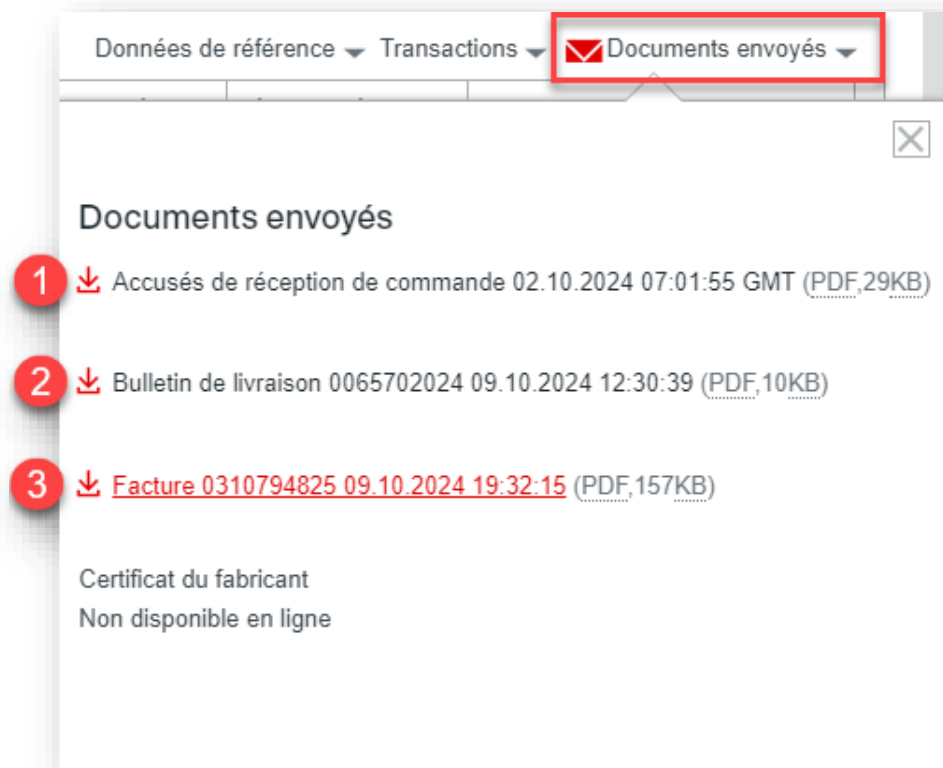 Données de référence Transactions Documents envoyés
Documents envoyés
1 Accusés de réception de commande 02.10.2024 07:01:55 GMT (PDF,29KB)
2 Bulletin de livraison 0065702024 09.10.2024 12:30:39 (PDF,10KB)
3 Facture 0310794825 09.10.2024 19:32:15 (PDF,157KB)
Certificat du fabricant
Non disponible en ligne